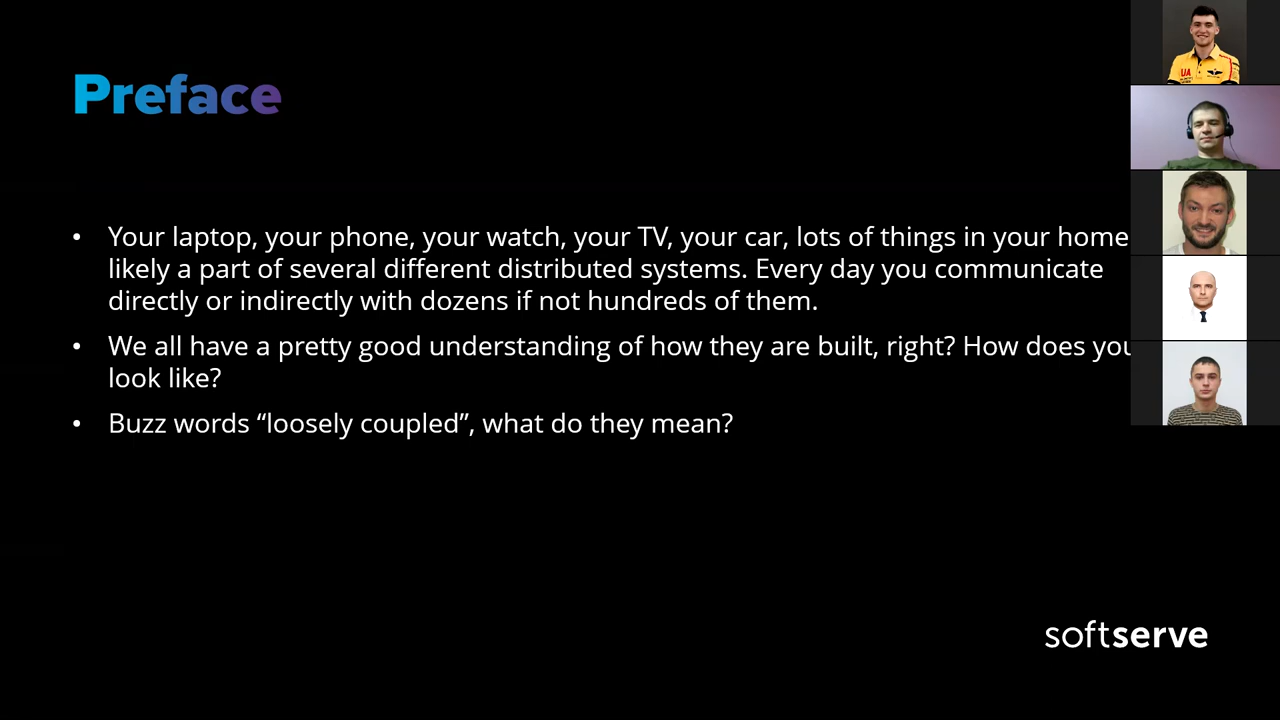 Preface
• Your laptop, your phone, your watch, your TV, your car, lots of things in your home
likely a part of several different distributed systems. Every day you communicate
directly or indirectly with dozens if not hundreds of them.
• We all have a pretty good understanding of how they are built, right? How does you
look like?
• Buzz words “loosely coupled”, what do they mean?
softserve
UA